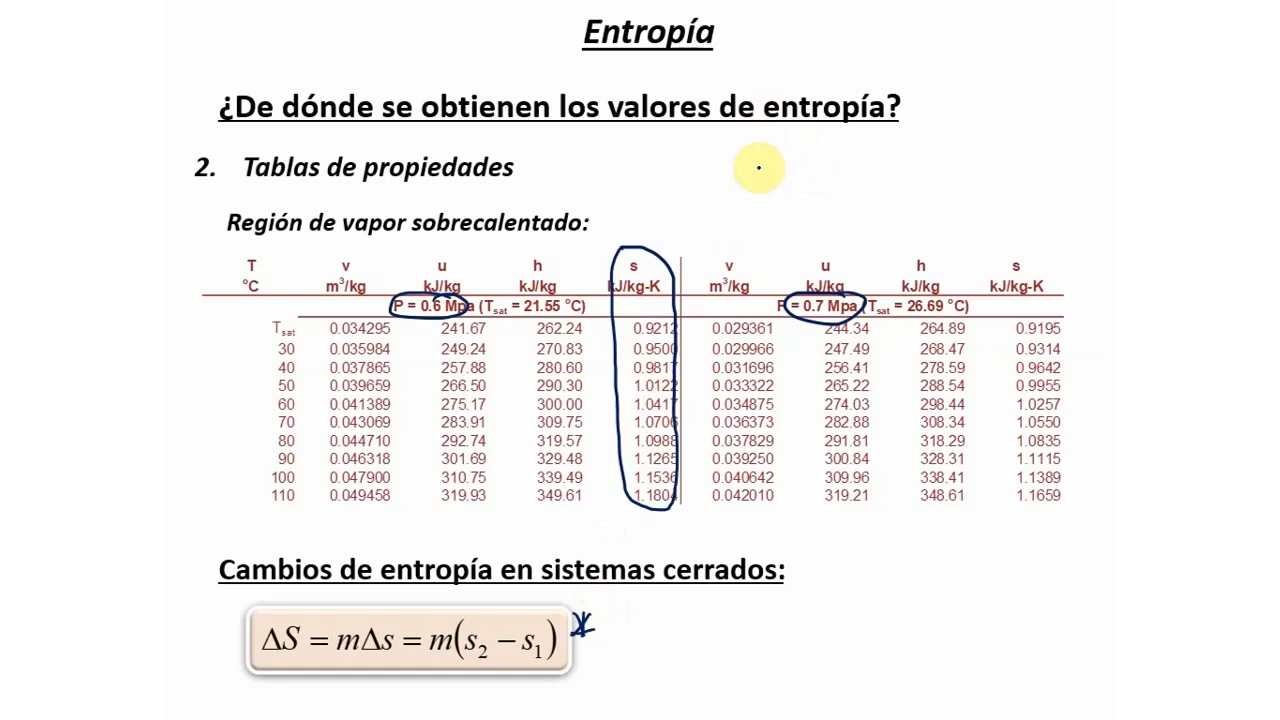 Entropía
¿De dónde se obtienen los valores de entropía?
2. Tablas de propiedades
Región de vapor sobrecalentado:
T v u h s v u h s
°C m³/kg kJ/kg kJ/kg kJ/kg-K m³/kg kJ/kg kJ/kg kJ/kg-K
P = 0.6 Mpa (Tsat = 21.55 °C) P = 0.7 Mpa (Tsat = 26.69 °C)
Tsat 0.034295 241.67 262.24 0.9212 0.029361 244.34 264.89 0.9195
30 0.035984 249.24 270.83 0.9500 0.029966 247.49 268.47 0.9314
40 0.037865 257.88 280.60 0.9817 0.031696 256.41 278.59 0.9642
50 0.039659 266.50 290.30 1.0122 0.033322 265.22 288.54 0.9955
60 0.041389 275.17 300.00 1.0417 0.034875 274.03 298.44 1.0257
70 0.043069 283.91 309.75 1.0706 0.036373 282.88 308.34 1.0550
80 0.044710 292.74 319.57 1.0988 0.037829 291.81 318.29 1.0835
90 0.046318 301.69 329.48 1.1265 0.039250 300.84 328.31 1.1115
100 0.047900 310.75 339.49 1.1536 0.040642 309.96 338.41 1.1389
110 0.049458 319.93 349.61 1.1804 0.042010 319.21 348.61 1.1659
Cambios de entropía en sistemas cerrados:
ΔS = mΔs = m(s₂ − s₁)